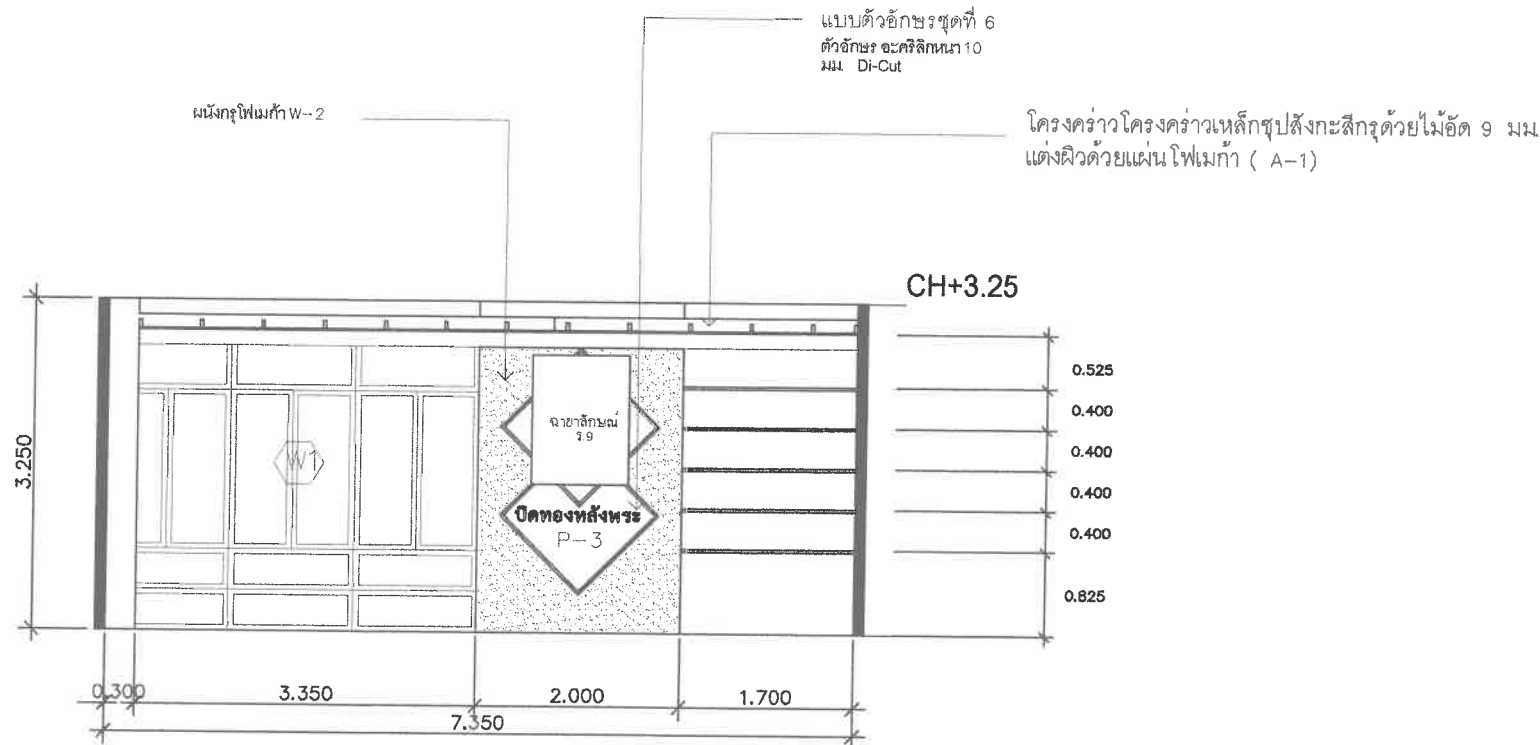 แบบตัวอักษรชุดที่ 6
ตัวอักษร อะคริลิกหนา 10
มม. Di-Cut
ผนังกรุโฟเมก้า W-2
โครงคร่าวโครงคร่าวเหล็กชุปสังกะสีกรุด้วยไม้อัด 9 มม.
แต่งผิวด้วยแผ่นโฟเมก้า ( A-1)
CH+3.25
0.525
0.400
0.400
0.400
0.400
0.825
3.250
W1
ฉายาลักษณ์
ร.9
ปิดทองหลังพระ
P-3
0.300
3.350
2.000
1.700
7.350